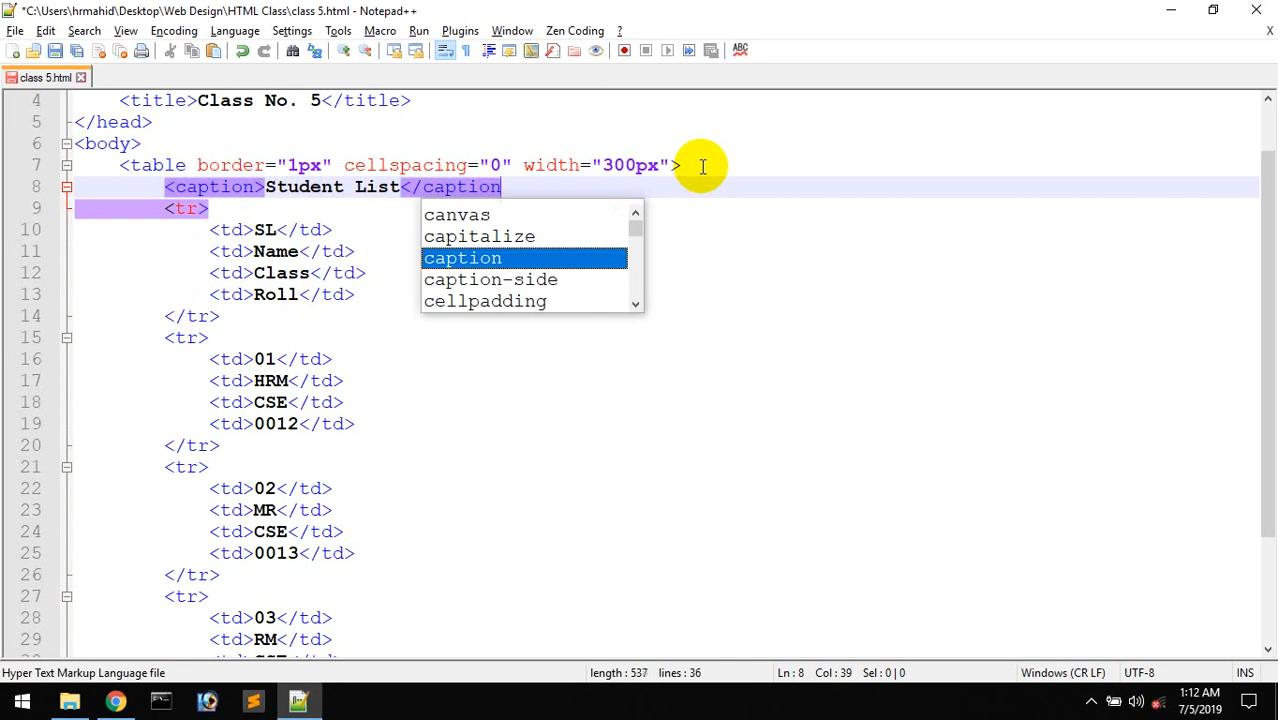 *C:\Users\hrmahid\Desktop\Web Design\HTML Class\class 5.html - Notepad++
File Edit Search View Encoding Language Settings Tools Macro Run Plugins Window Zen Coding ? X
ABC
class 5.html
4 <title>Class No. 5</title>
5 </head>
6 <body>
7 <table border="1px" cellspacing="0" width="300px">
8 <caption>Student List</caption
9 <tr>
10 <td>SL</td>
11 <td>Name</td>
12 <td>Class</td>
13 <td>Roll</td>
14 </tr>
15 <tr>
16 <td>01</td>
17 <td>HRM</td>
18 <td>CSE</td>
19 <td>0012</td>
20 </tr>
21 <tr>
22 <td>02</td>
23 <td>MR</td>
24 <td>CSE</td>
25 <td>0013</td>
26 </tr>
27 <tr>
28 <td>03</td>
29 <td>RM</td>
canvas
capitalize
caption
caption-side
cellpadding
Hyper Text Markup Language file length : 537 lines : 36 Ln : 8 Col : 39 Sel : 0 | 0 Windows (CR LF) UTF-8 INS
1:12 AM
7/5/2019